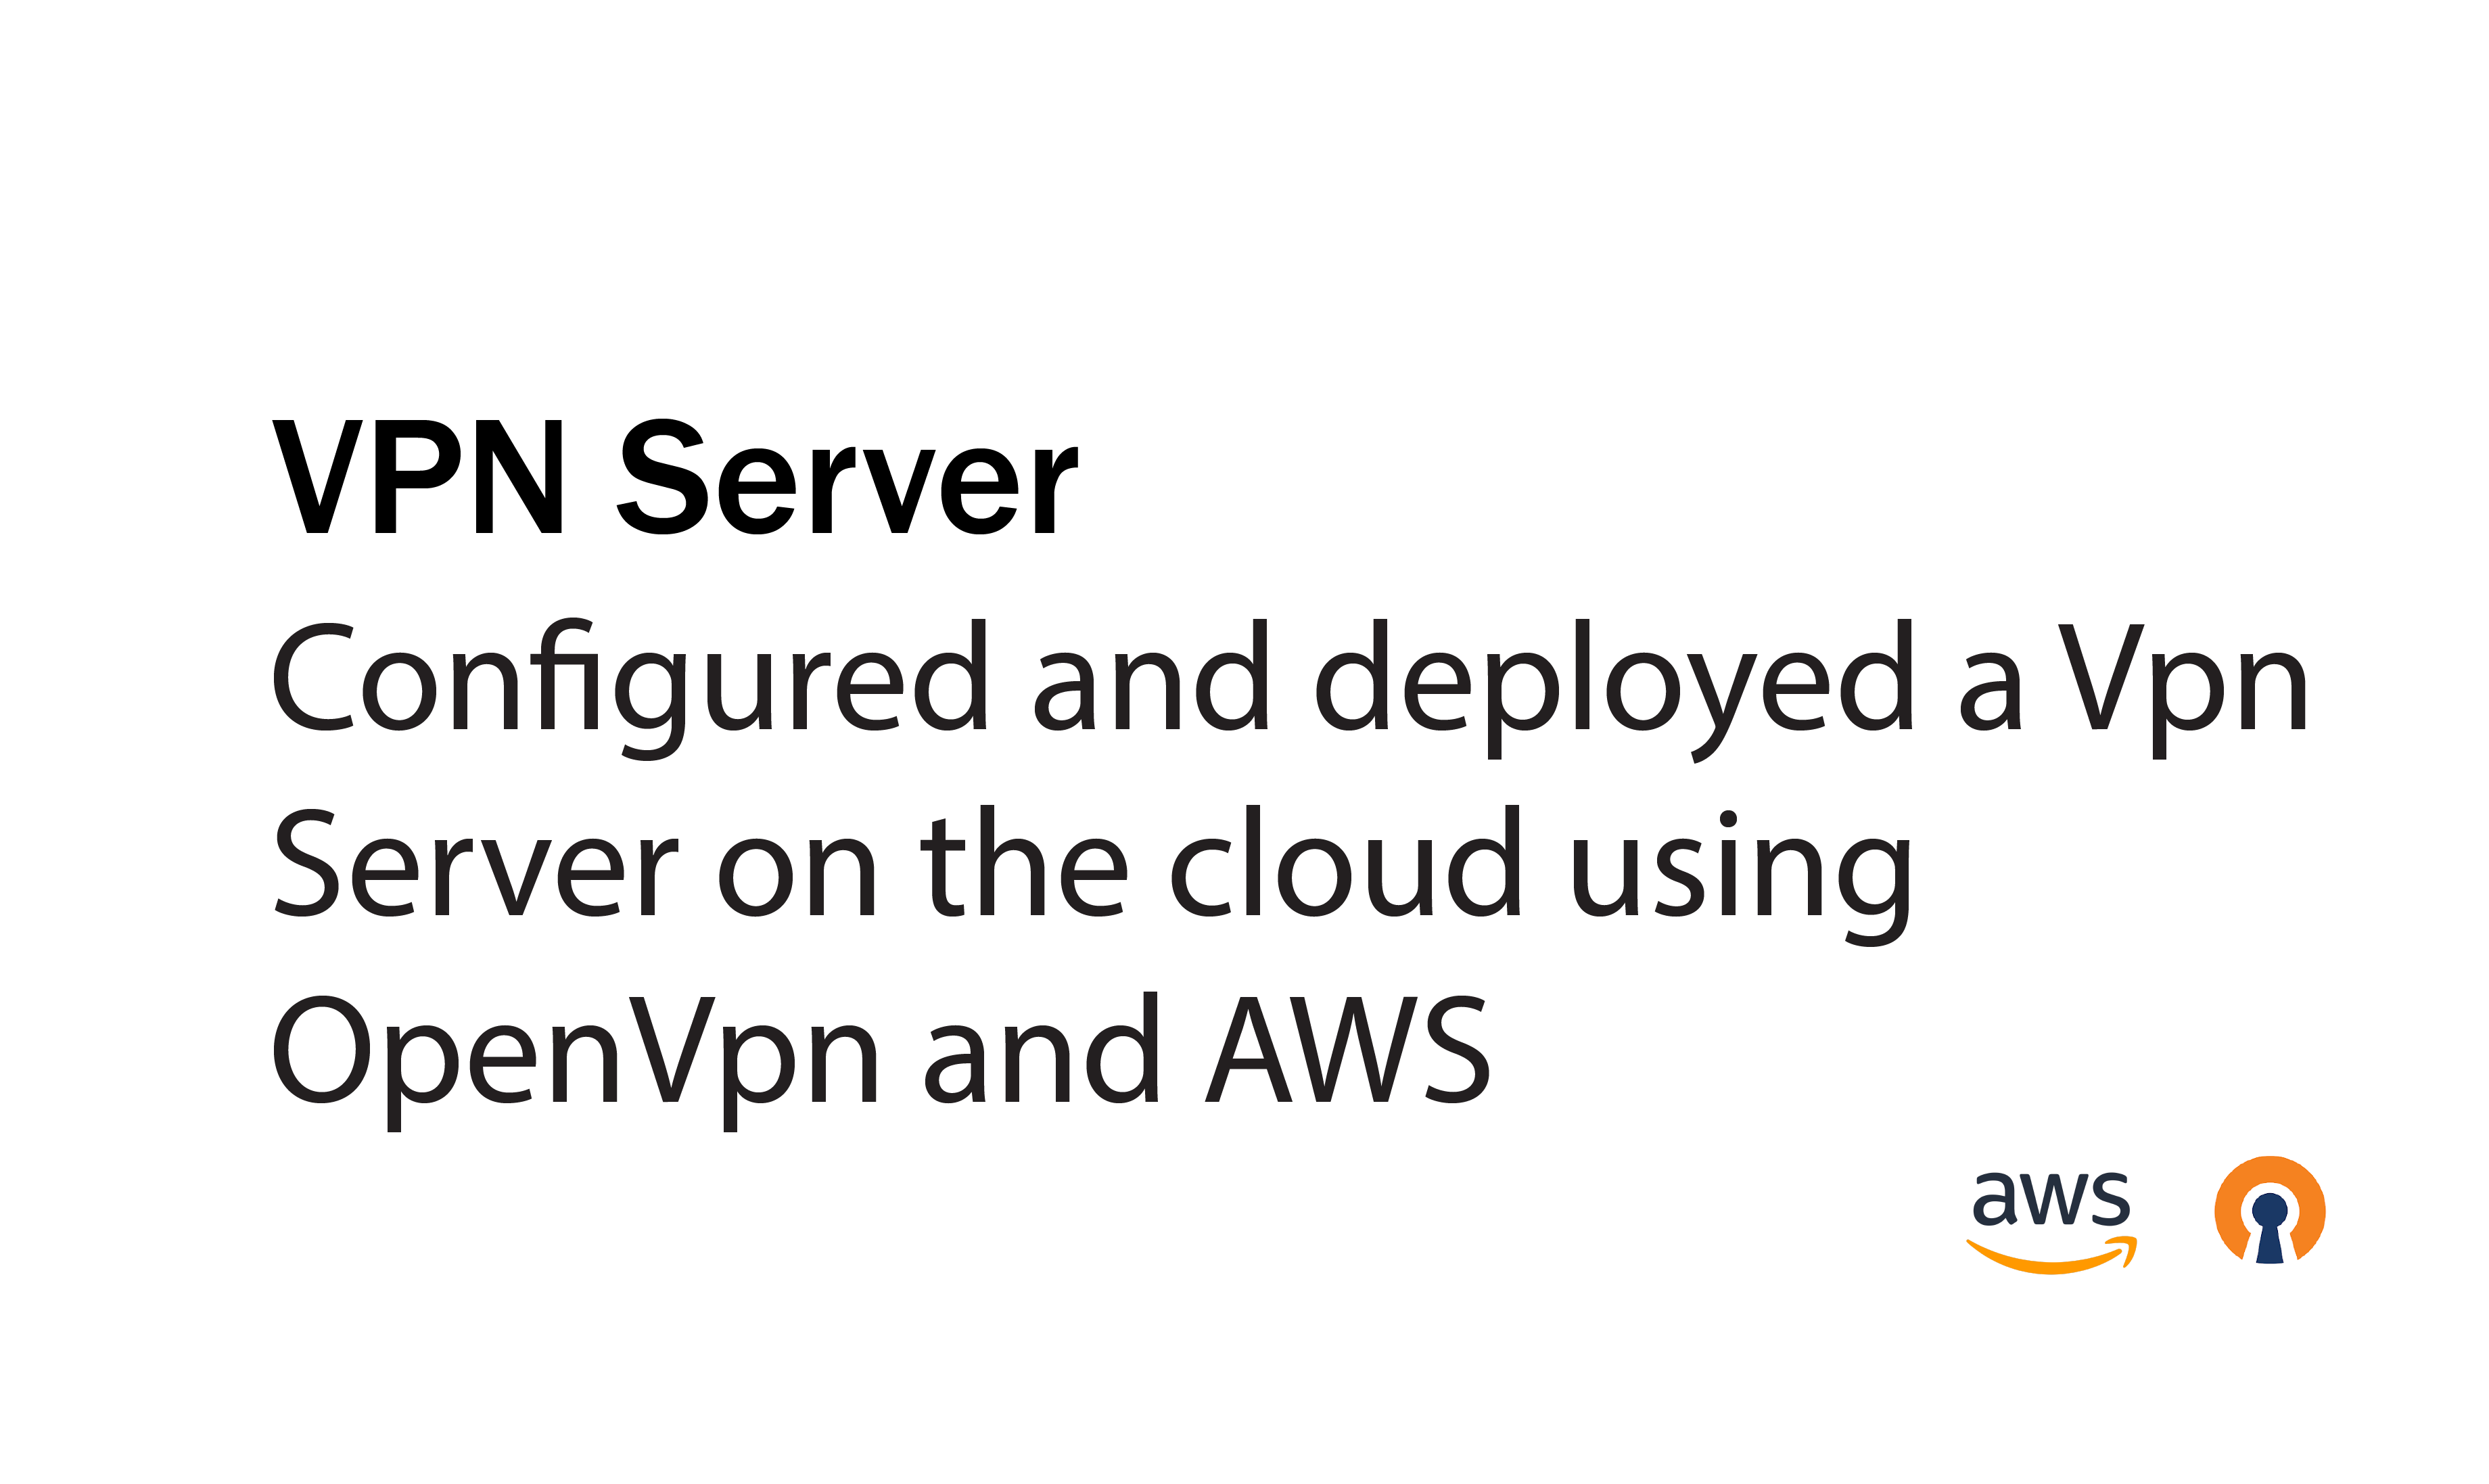 VPN Server
Configured and deployed a Vpn
Server on the cloud using
OpenVpn and AWS
aws